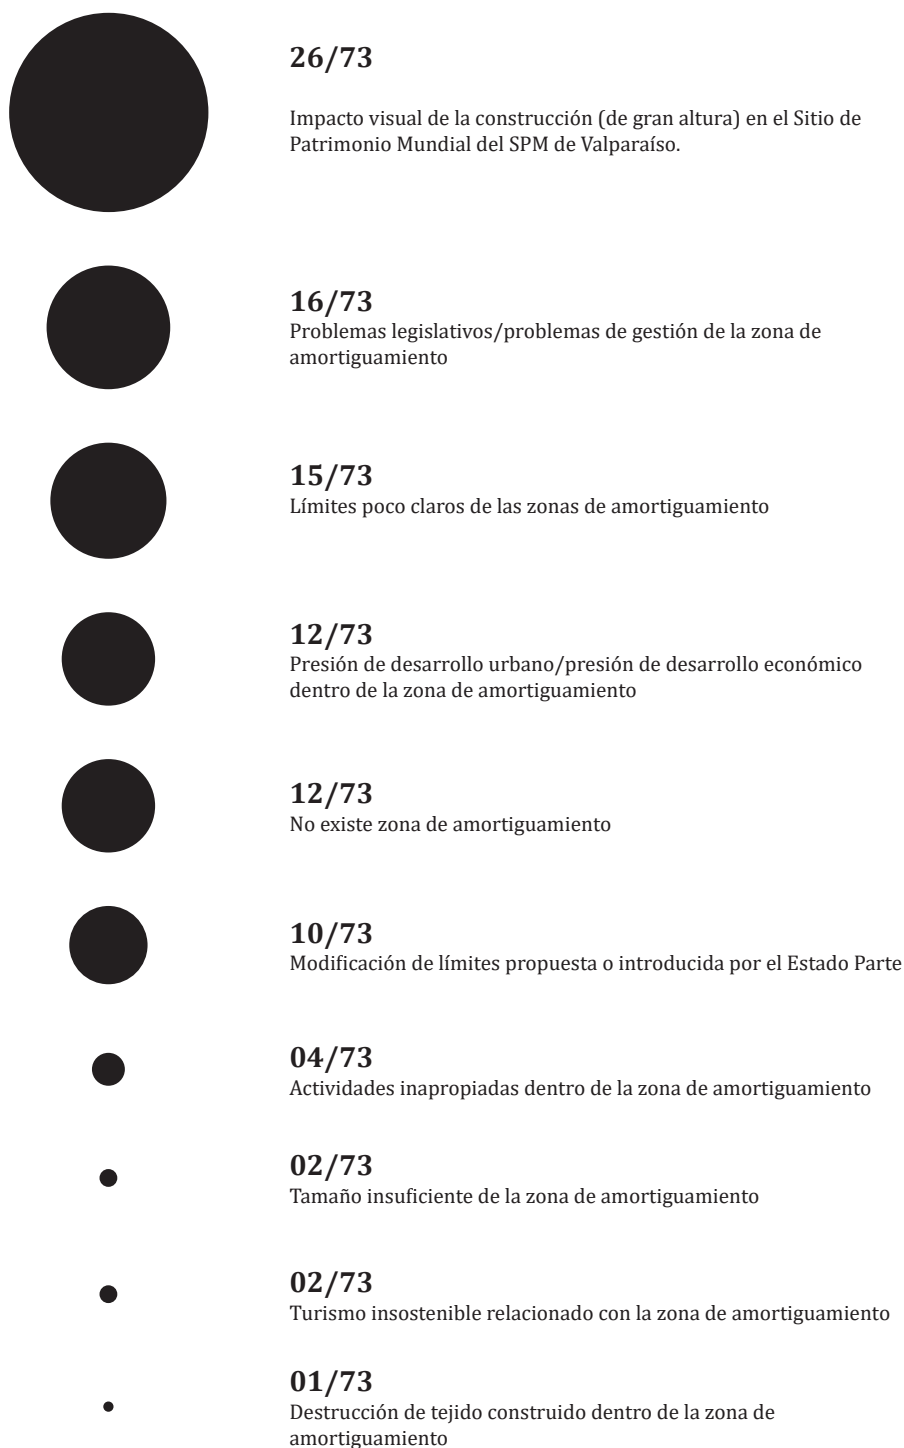 26/73
Impacto visual de la construcción (de gran altura) en el Sitio de
Patrimonio Mundial del SPM de Valparaíso.
16/73
Problemas legislativos/problemas de gestión de la zona de
amortiguamiento
15/73
Límites poco claros de las zonas de amortiguamiento
12/73
Presión de desarrollo urbano/presión de desarrollo económico
dentro de la zona de amortiguamiento
12/73
No existe zona de amortiguamiento
10/73
Modificación de límites propuesta o introducida por el Estado Parte
04/73
Actividades inapropiadas dentro de la zona de amortiguamiento
02/73
Tamaño insuficiente de la zona de amortiguamiento
02/73
Turismo insostenible relacionado con la zona de amortiguamiento
01/73
Destrucción de tejido construido dentro de la zona de
amortiguamiento